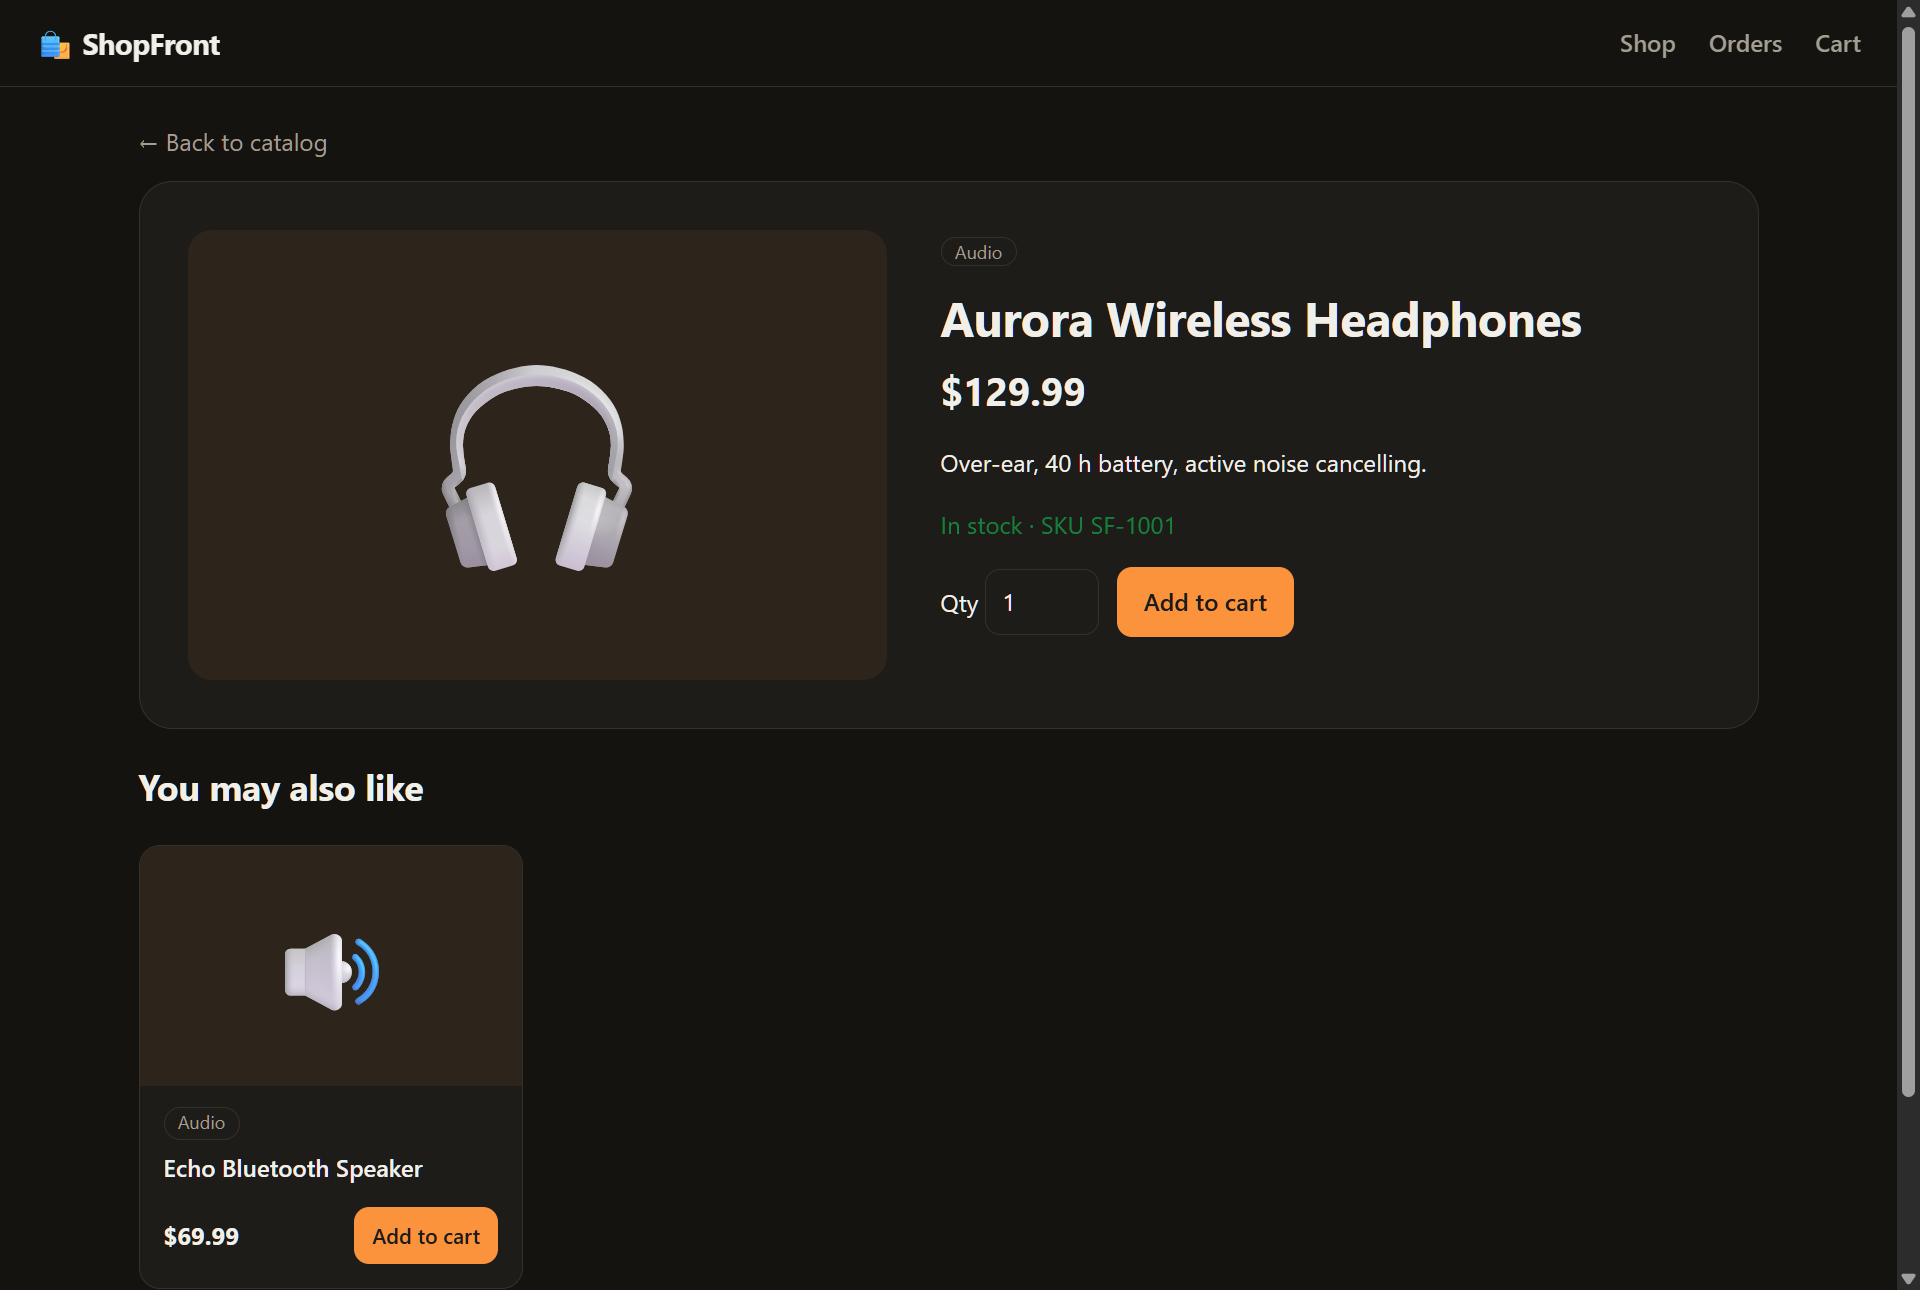 ShopFront
Shop Orders Cart
← Back to catalog
Audio
Aurora Wireless Headphones
$129.99
Over-ear, 40 h battery, active noise cancelling.
In stock · SKU SF-1001
Qty 1 Add to cart
You may also like
Audio
Echo Bluetooth Speaker
$69.99 Add to cart